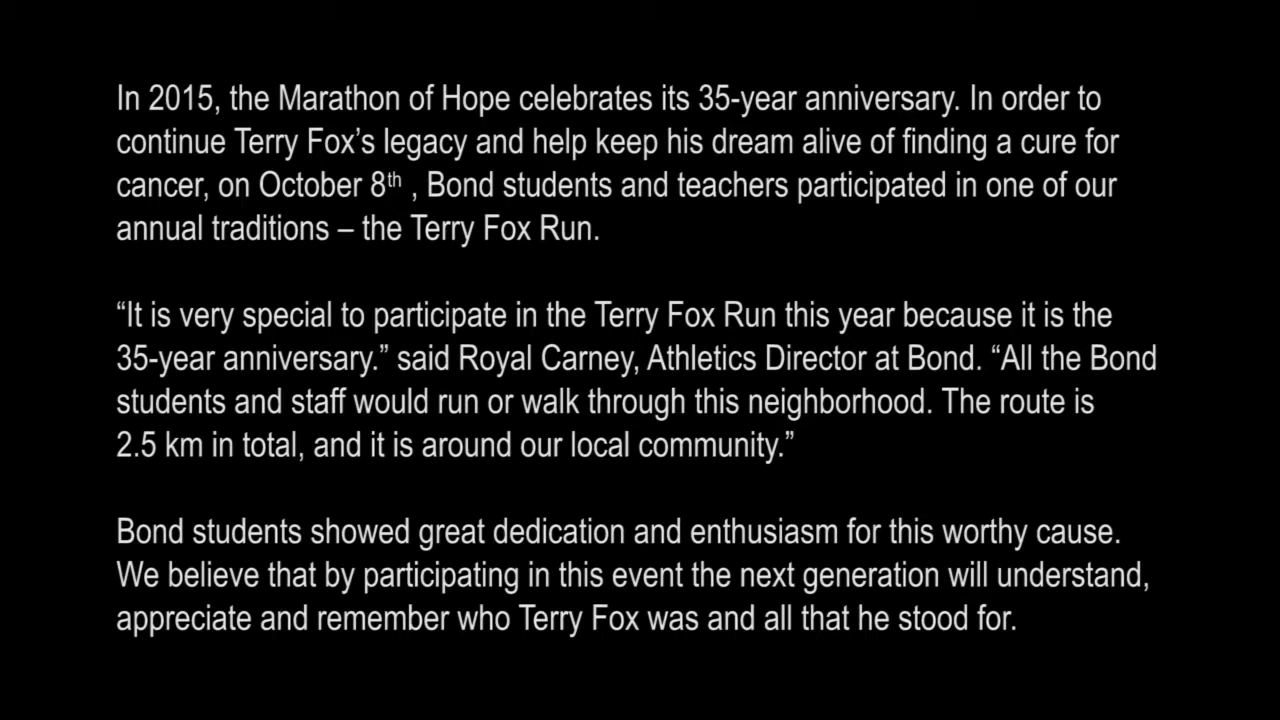 In 2015, the Marathon of Hope celebrates its 35-year anniversary. In order to
continue Terry Fox’s legacy and help keep his dream alive of finding a cure for
cancer, on October 8th , Bond students and teachers participated in one of our
annual traditions – the Terry Fox Run.
“It is very special to participate in the Terry Fox Run this year because it is the
35-year anniversary.” said Royal Carney, Athletics Director at Bond. “All the Bond
students and staff would run or walk through this neighborhood. The route is
2.5 km in total, and it is around our local community.”
Bond students showed great dedication and enthusiasm for this worthy cause.
We believe that by participating in this event the next generation will understand,
appreciate and remember who Terry Fox was and all that he stood for.